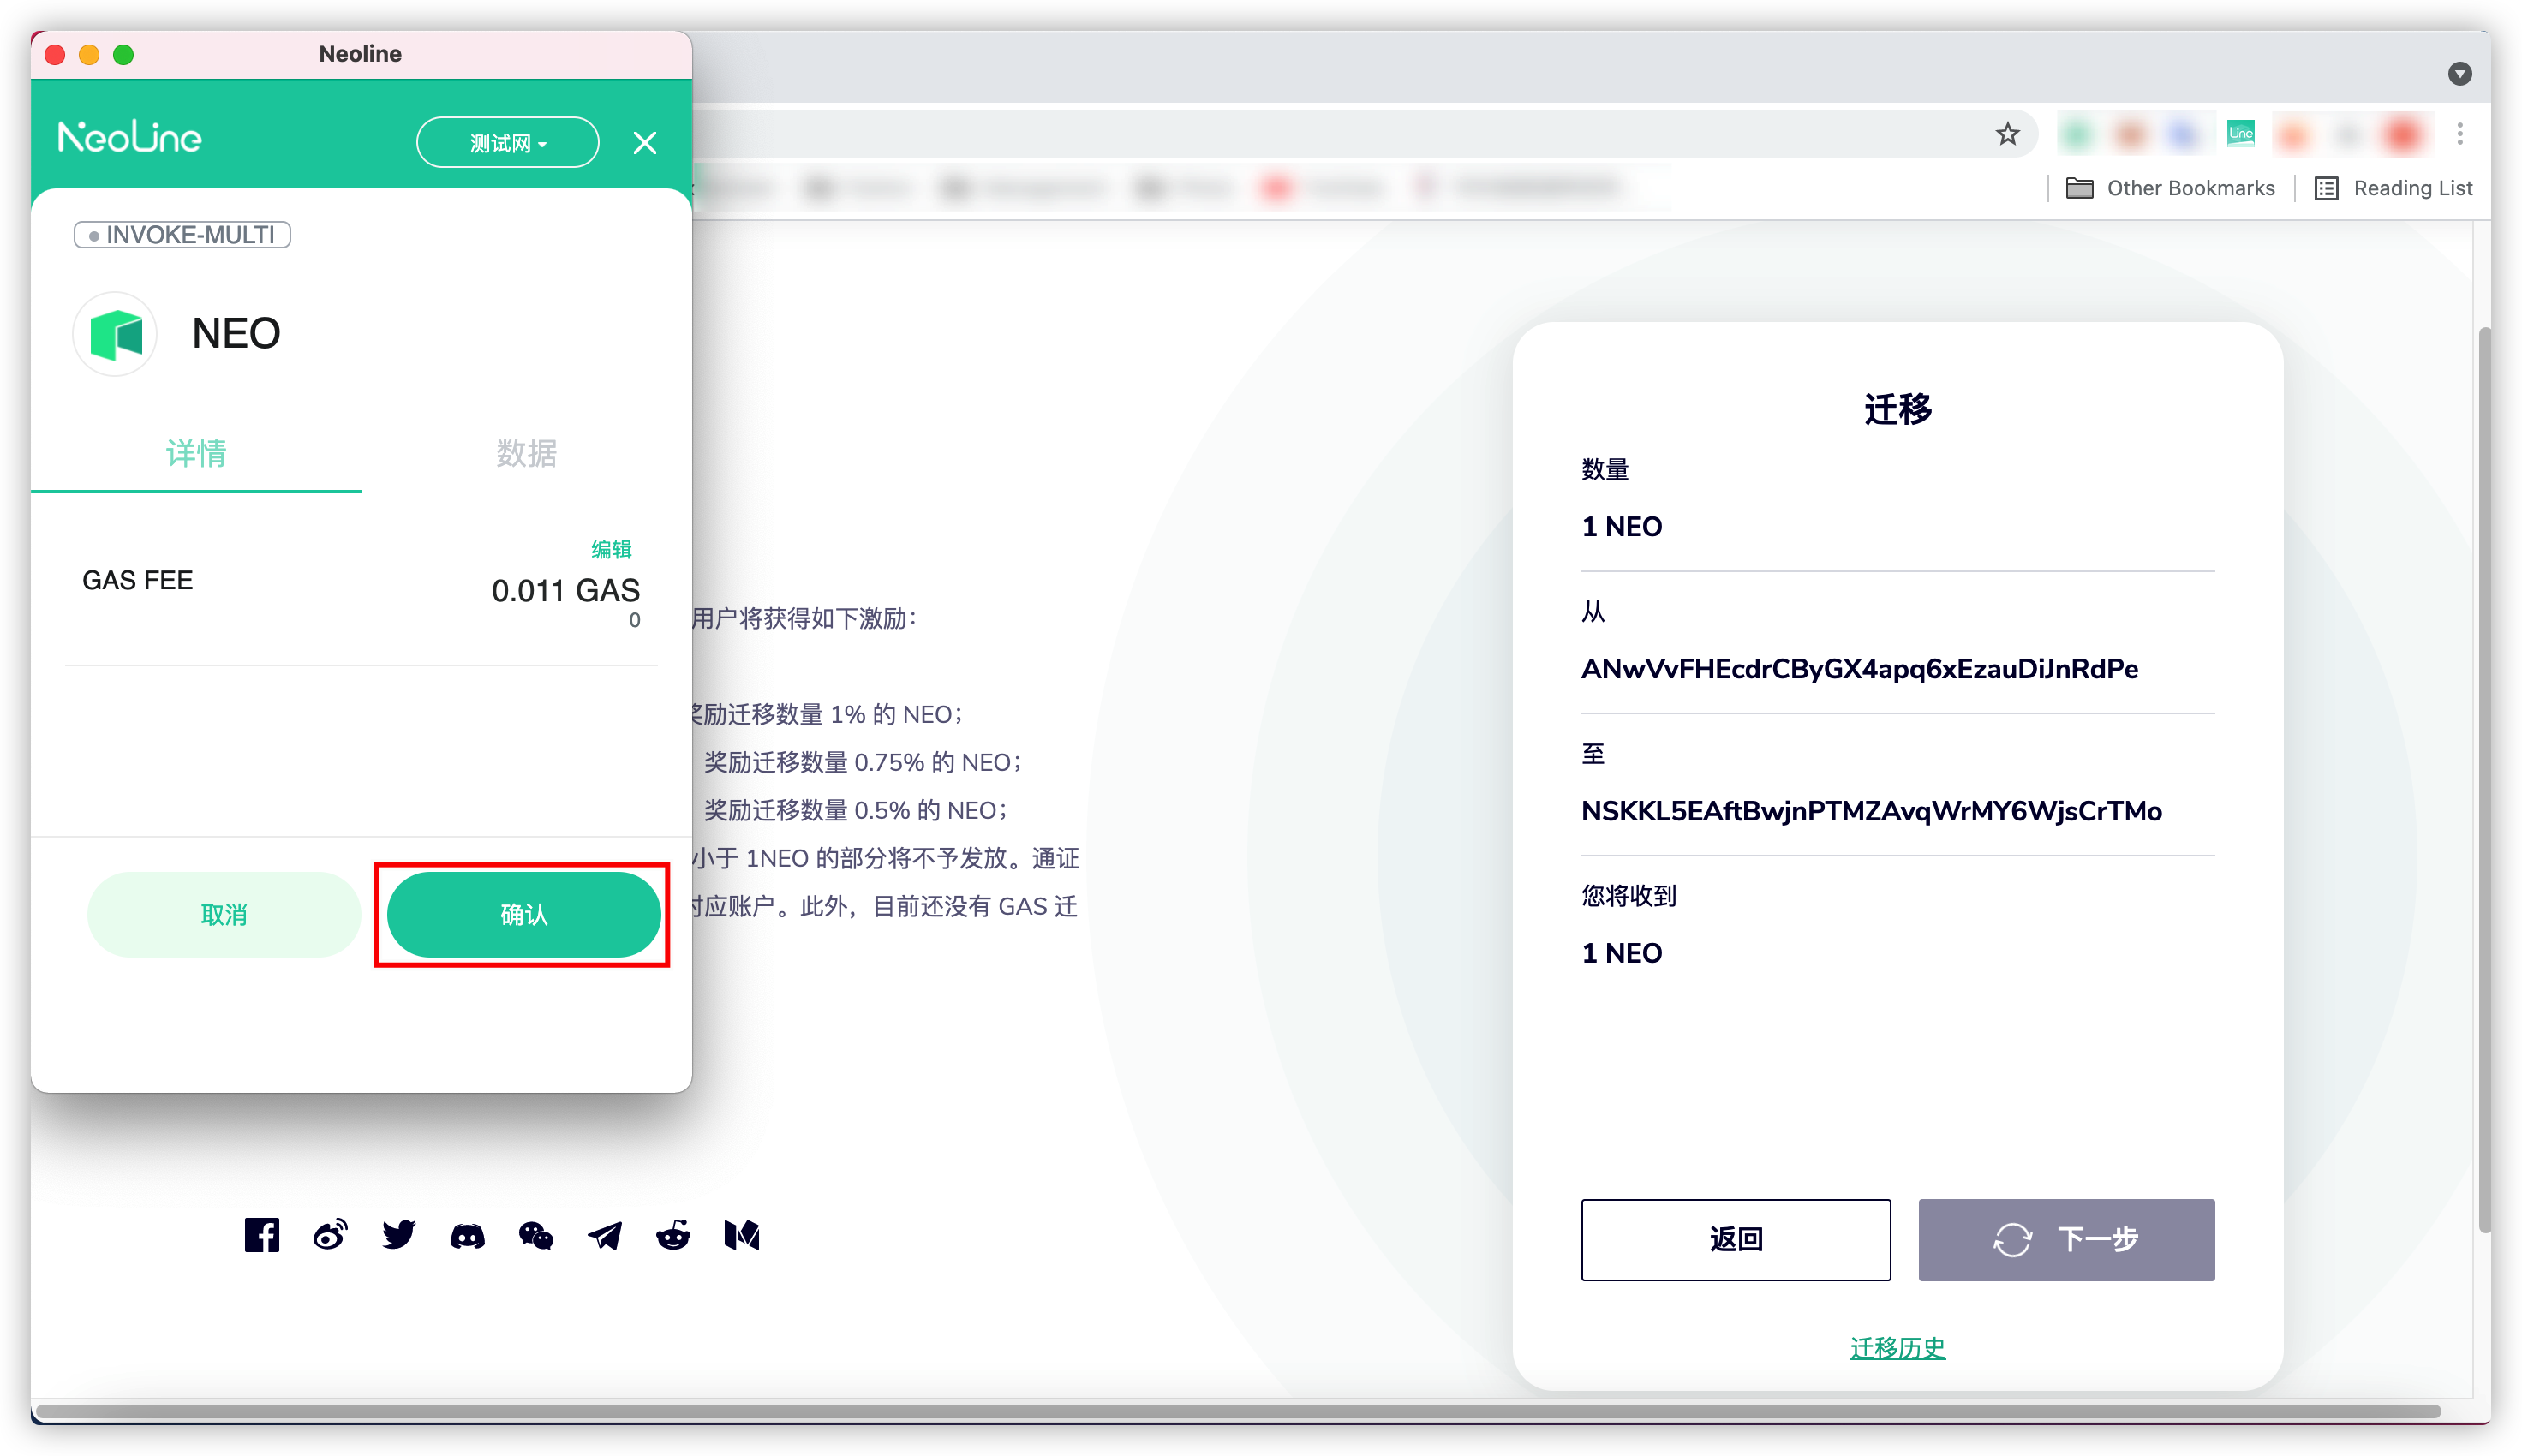 Neoline
NeoLine
测试网
INVOKE-MULTI
NEO
详情
数据
编辑
GAS FEE
0.011 GAS
0
取消
确认
Line
Other Bookmarks
Reading List
用户将获得如下激励：
奖励迁移数量 1% 的 NEO；
奖励迁移数量 0.75% 的 NEO；
奖励迁移数量 0.5% 的 NEO；
小于 1NEO 的部分将不予发放。通证
对应账户。此外，目前还没有 GAS 迁
迁移
数量
1 NEO
从
ANwVvFHEcdrCByGX4apq6xEzauDiJnRdPe
至
NSKKL5EAftBwjnPTMZAvqWrMY6WjsCrTMo
您将收到
1 NEO
返回
下一步
迁移历史